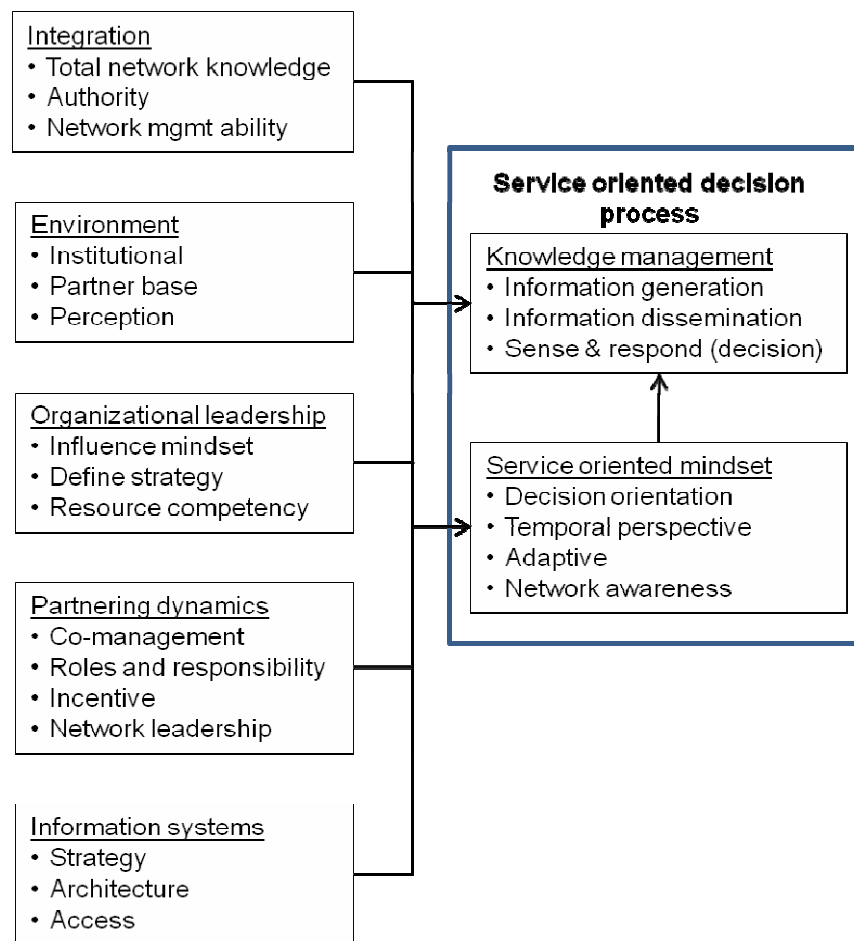 Integration
• Total network knowledge
• Authority
• Network mgmt ability
Environment
• Institutional
• Partner base
• Perception
Organizational leadership
• Influence mindset
• Define strategy
• Resource competency
Partnering dynamics
• Co-management
• Roles and responsibility
• Incentive
• Network leadership
Information systems
• Strategy
• Architecture
• Access
Service oriented decision
process
Knowledge management
• Information generation
• Information dissemination
• Sense & respond (decision)
Service oriented mindset
• Decision orientation
• Temporal perspective
• Adaptive
• Network awareness